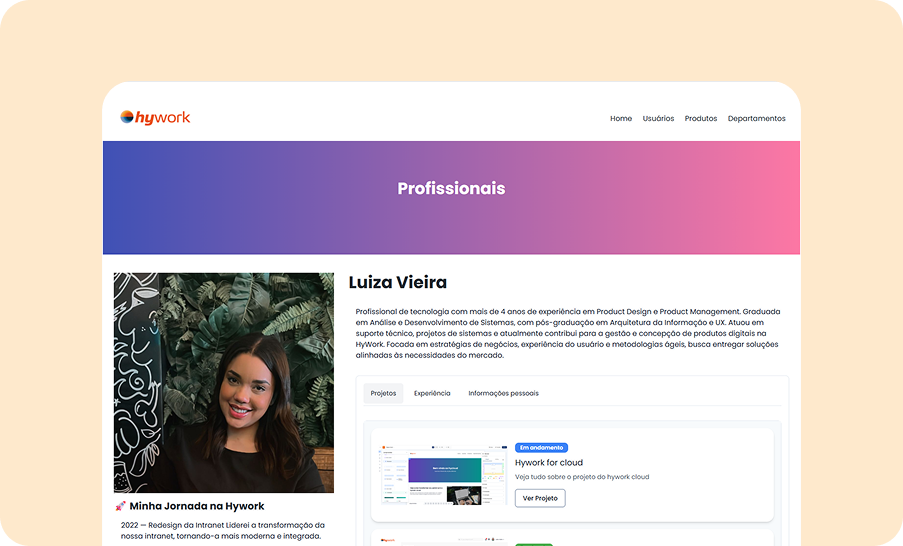 hywork
Home Usuários Produtos Departamentos
Profissionais
Luiza Vieira
Profissional de tecnologia com mais de 4 anos de experiência em Product Design e Product Management. Graduada
em Análise e Desenvolvimento de Sistemas, com pós-graduação em Arquitetura da Informação e UX. Atuou em
suporte técnico, projetos de sistemas e atualmente contribui para a gestão e concepção de produtos digitais na
HyWork. Focada em estratégias de negócios, experiência do usuário e metodologias ágeis, busca entregar soluções
alinhadas às necessidades do mercado.
Projetos Experiência Informações pessoais
Em andamento
Hywork for cloud
Veja tudo sobre o projeto do hywork cloud
Ver Projeto
Minha Jornada na Hywork
2022 — Redesign da Intranet Liderei a transformação da
nossa intranet, tornando-a mais moderna e integrada.